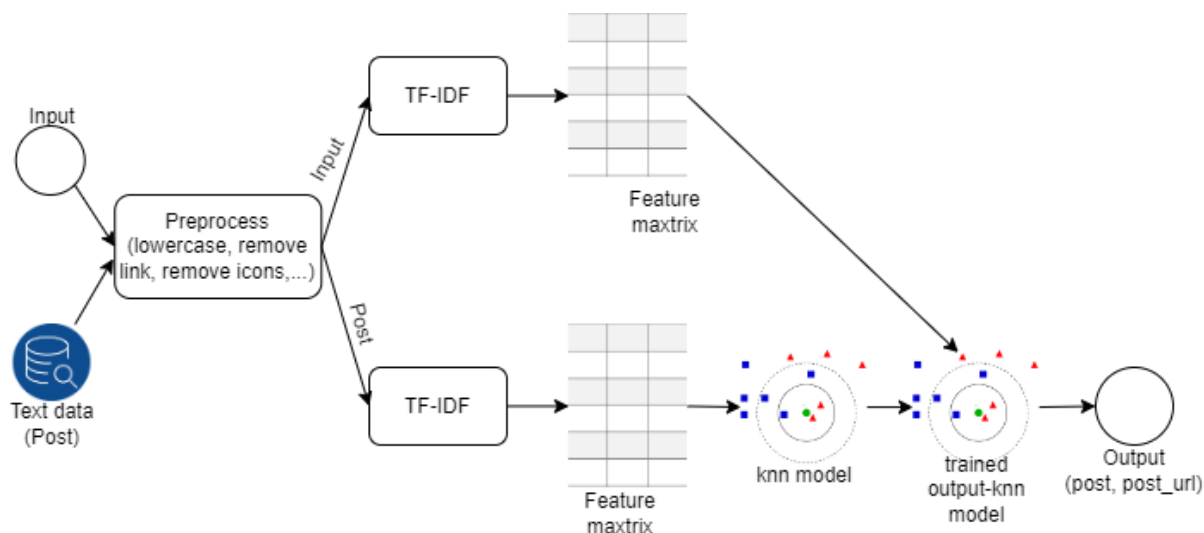 Input
Text data
(Post)
Preprocess
(lowercase, remove
link, remove icons,...)
Input
Post
TF-IDF
Feature
maxtrix
TF-IDF
Feature
maxtrix
knn model
trained
output-knn
model
Output
(post, post_url)